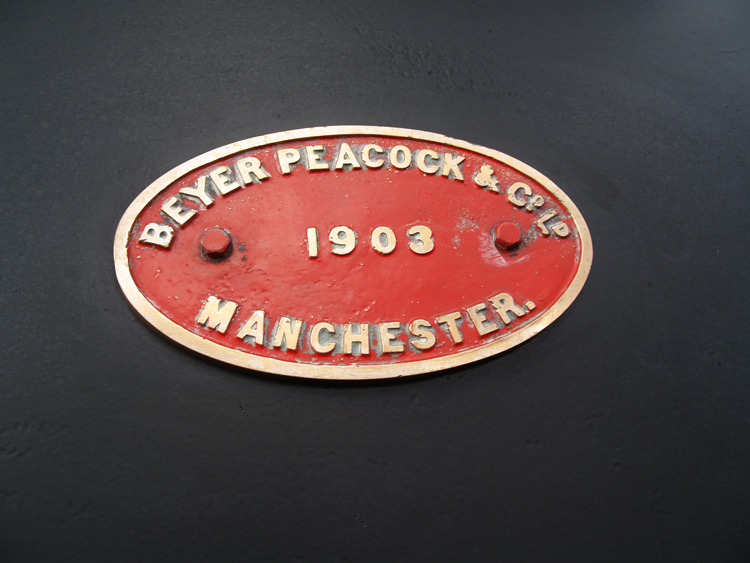 BEYER PEACOCK & Co LD
1903
MANCHESTER.